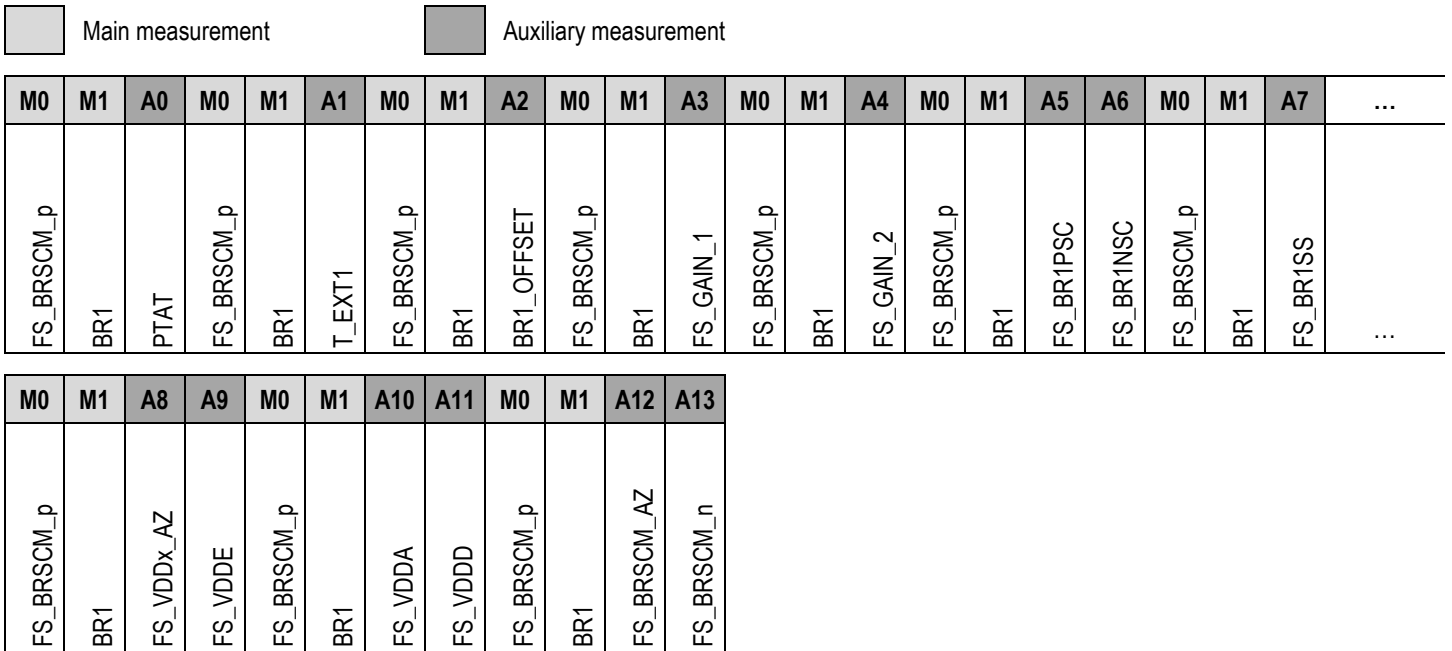 Main measurement Auxiliary measurement
M0 M1 A0 M0 M1 A1 M0 M1 A2 M0 M1 A3 M0 M1 A4 M0 M1 A5 A6 M0 M1 A7 …
FS_BRSCM_p BR1 PTAT FS_BRSCM_p BR1 T_EXT1 FS_BRSCM_p BR1 BR1_OFFSET FS_BRSCM_p BR1 FS_GAIN_1 FS_BRSCM_p BR1 FS_GAIN_2 FS_BRSCM_p BR1 FS_BR1PSC FS_BR1NSC FS_BRSCM_p BR1 FS_BR1SS …
M0 M1 A8 A9 M0 M1 A10 A11 M0 M1 A12 A13
FS_BRSCM_p BR1 FS_VDDx_AZ FS_VDDE FS_BRSCM_p BR1 FS_VDDA FS_VDDD FS_BRSCM_p BR1 FS_BRSCM_AZ FS_BRSCM_n